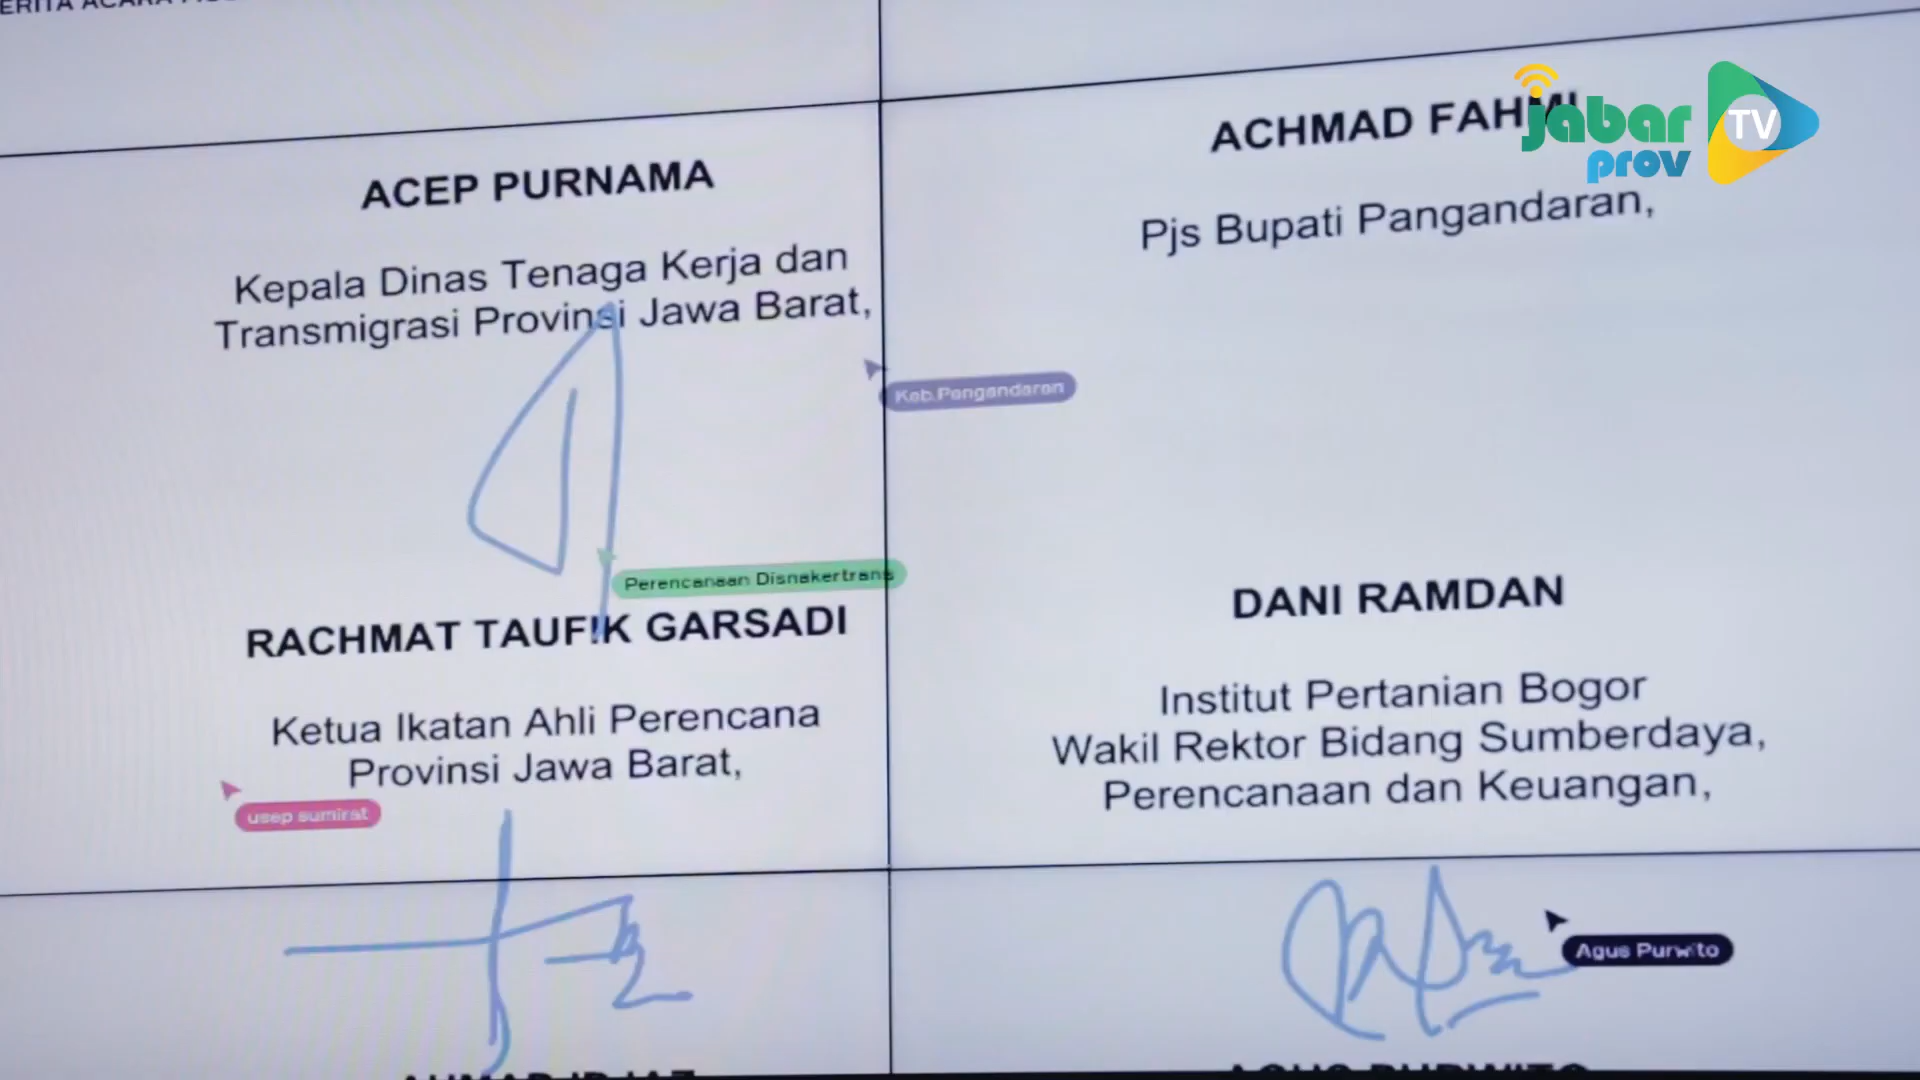 ACEP PURNAMA
Kepala Dinas Tenaga Kerja dan
Transmigrasi Provinsi Jawa Barat,
Perencanaan Disnakertrans
RACHMAT TAUFIK GARSADI
Ketua Ikatan Ahli Perencana
Provinsi Jawa Barat,
usep sumirat
ACHMAD FAHMI
jabar
prov
TV
Pjs Bupati Pangandaran,
Kab.Pangandaran
DANI RAMDAN
Institut Pertanian Bogor
Wakil Rektor Bidang Sumberdaya,
Perencanaan dan Keuangan,
Agus Purwito
AGUS PURWITO